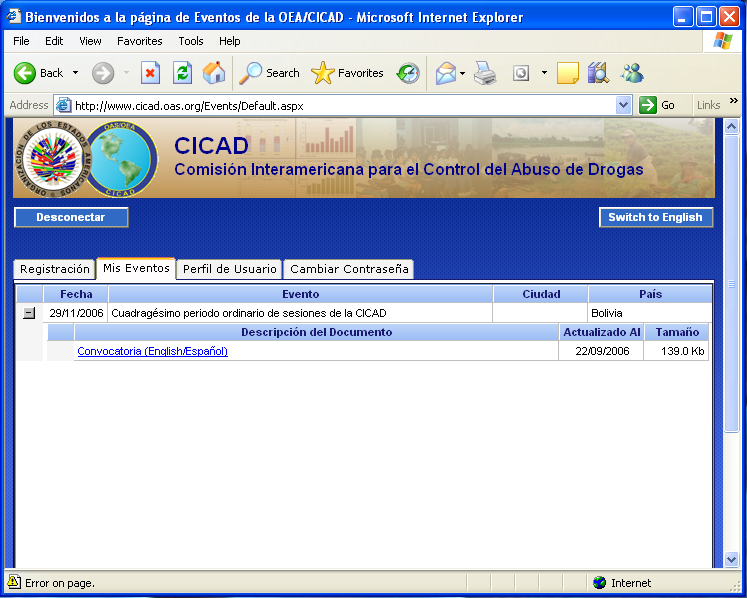 Bienvenidos a la página de Eventos de la OEA/CICAD - Microsoft Internet Explorer
File Edit View Favorites Tools Help
Back Search Favorites
Address http://www.cicad.oas.org/Events/Default.aspx Go Links »
ORGANIZACION DE LOS ESTADOS AMERICANOS
OAS/OEA
CICAD
CICAD
Comisión Interamericana para el Control del Abuso de Drogas
Desconectar Switch to English
Registración Mis Eventos Perfil de Usuario Cambiar Contraseña
Fecha Evento Ciudad País
29/11/2006 Cuadragésimo periodo ordinario de sesiones de la CICAD Bolivia
Descripción del Documento Actualizado Al Tamaño
Convocatoria (English/Español) 22/09/2006 139.0 Kb
Error on page. Internet